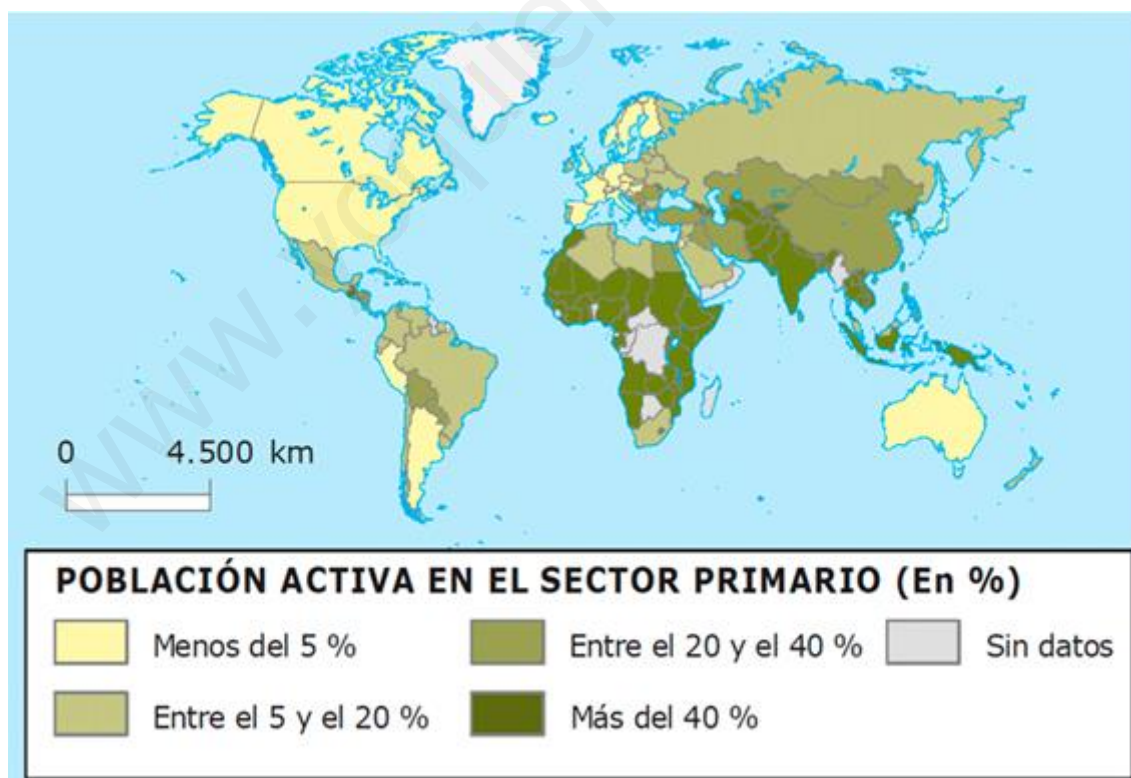 0 4.500 km
POBLACIÓN ACTIVA EN EL SECTOR PRIMARIO (En %)
Menos del 5 % Entre el 20 y el 40 % Sin datos
Entre el 5 y el 20 % Más del 40 %